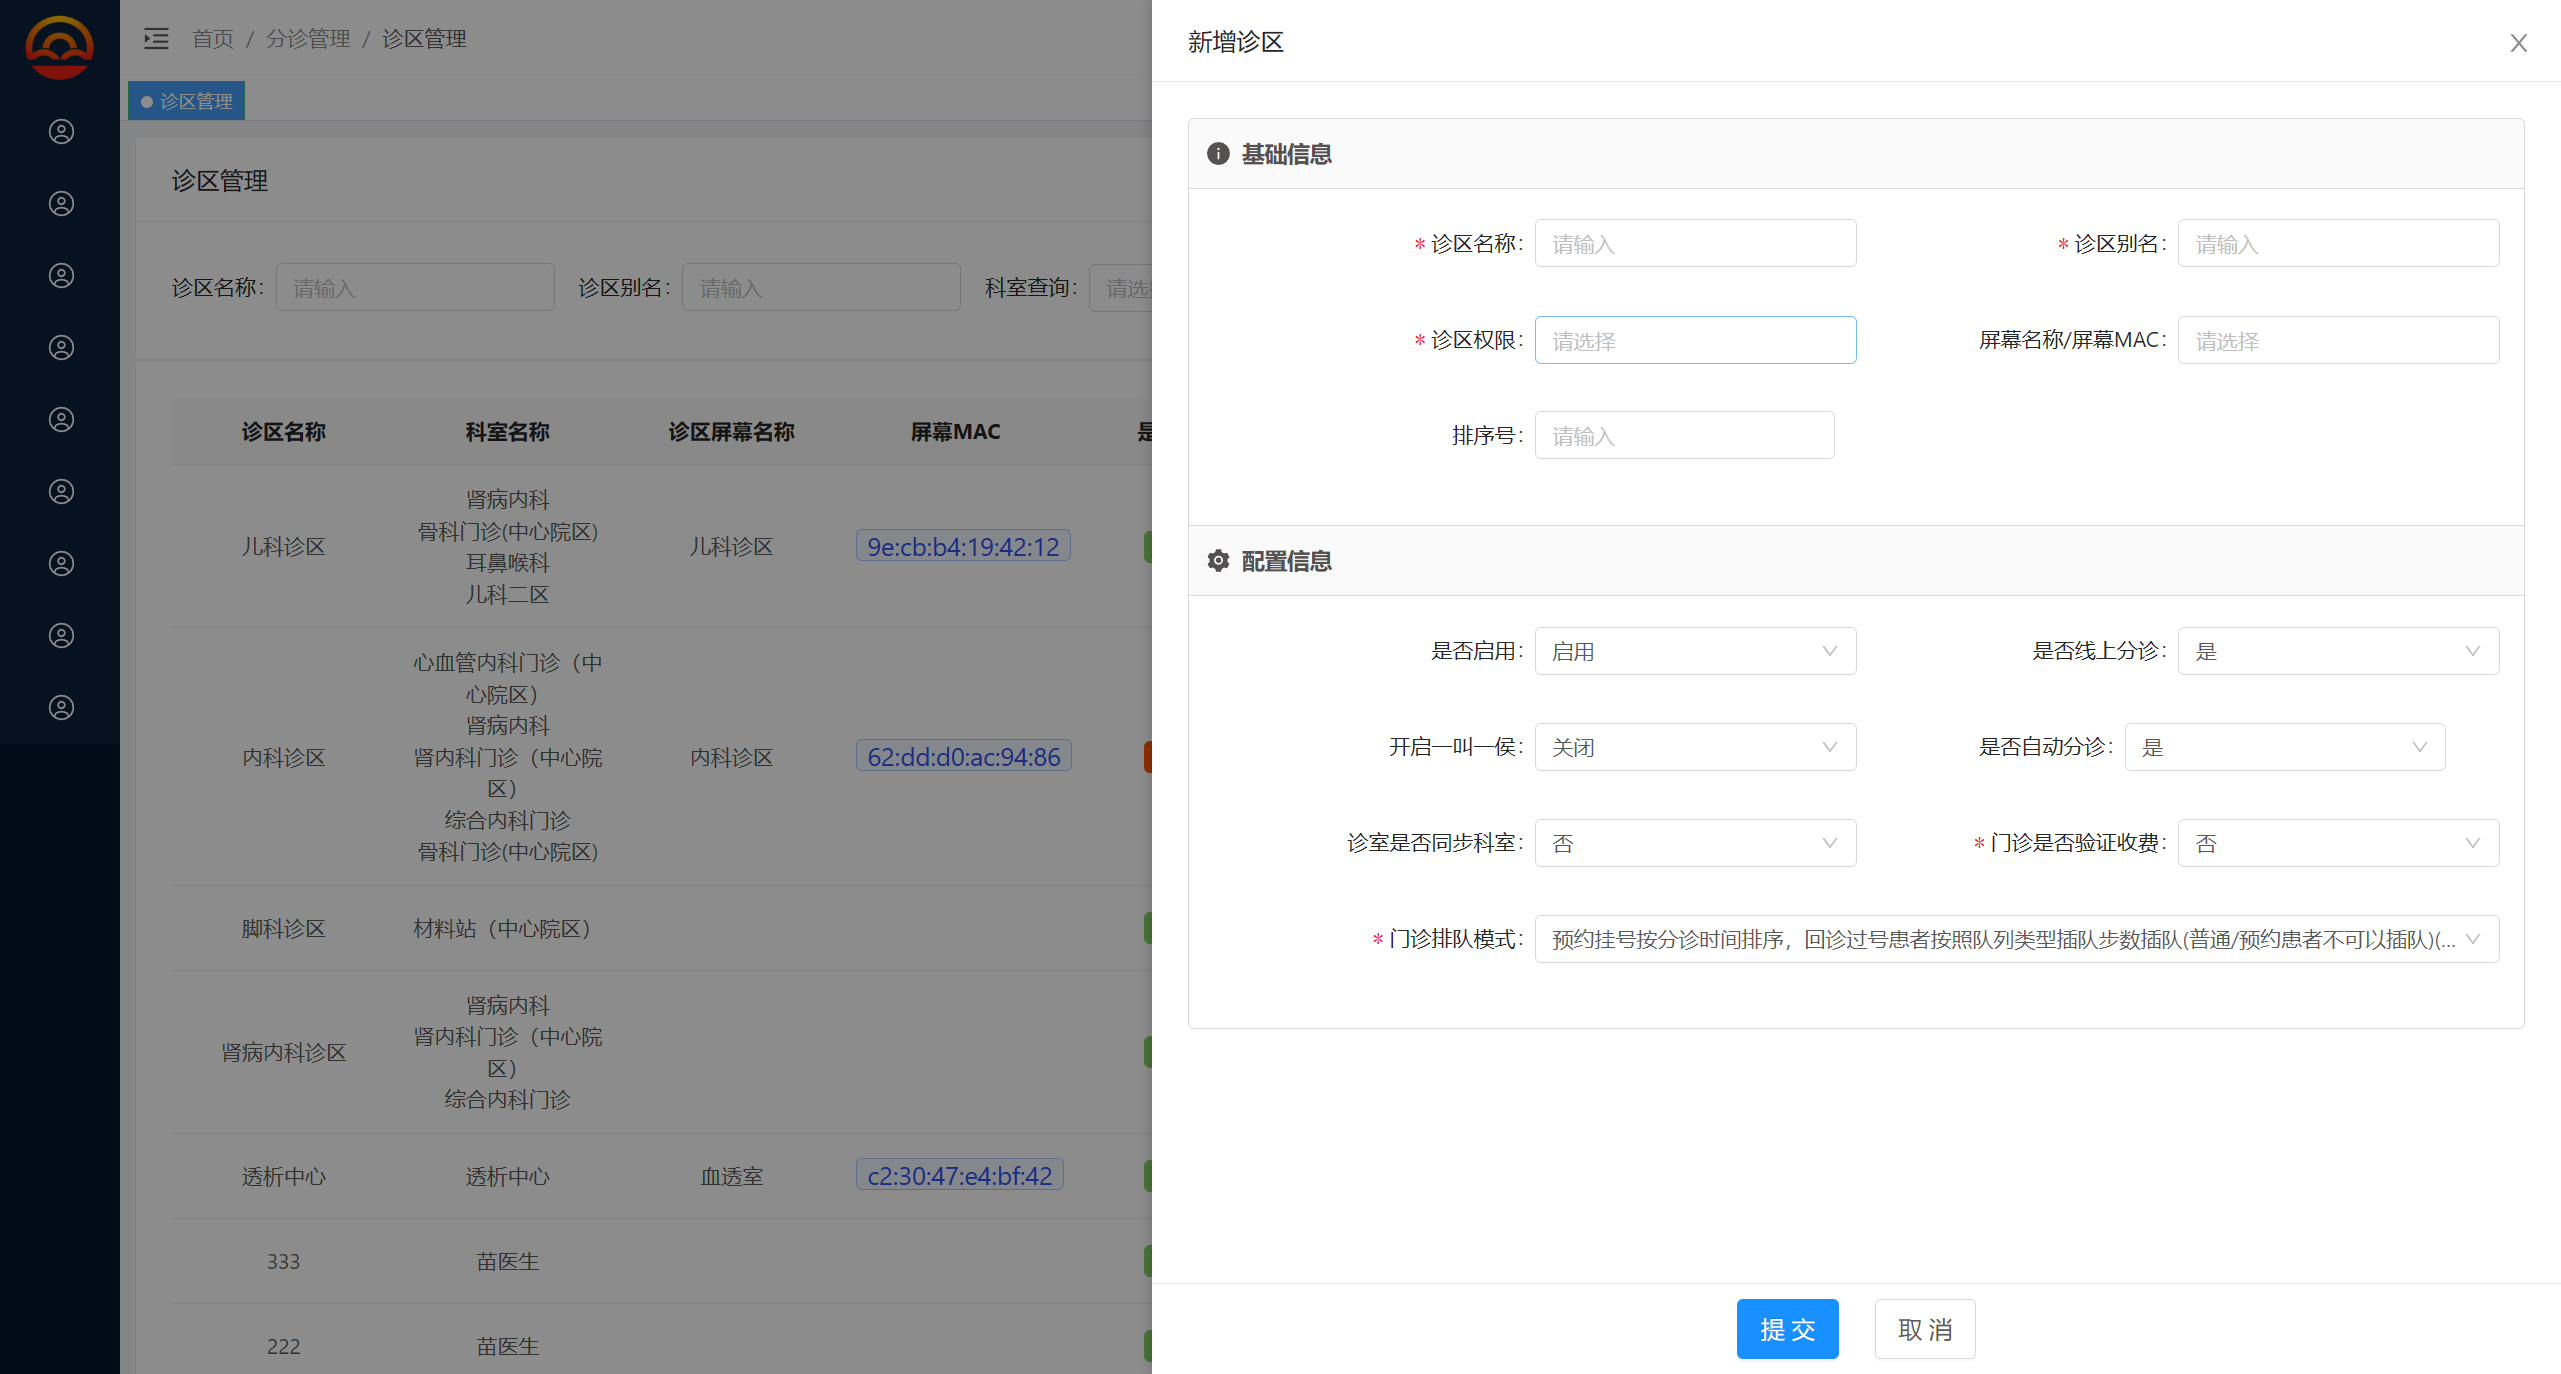 首页 / 分诊管理 / 诊区管理
诊区管理
诊区管理
诊区名称: 请输入 诊区别名: 请输入 科室查询: 请选
诊区名称 科室名称 诊区屏幕名称 屏幕MAC 是
儿科诊区 肾病内科 骨科门诊(中心院区) 耳鼻喉科 儿科二区 儿科诊区 9e:cb:b4:19:42:12
内科诊区 心血管内科门诊（中心院区） 肾病内科 肾内科门诊（中心院区） 综合内科门诊 骨科门诊(中心院区) 内科诊区 62:dd:d0:ac:94:86
脚科诊区 材料站（中心院区）
肾病内科诊区 肾病内科 肾内科门诊（中心院区） 综合内科门诊
透析中心 透析中心 血透室 c2:30:47:e4:bf:42
333 苗医生
222 苗医生
新增诊区
基础信息
* 诊区名称: 请输入 * 诊区别名: 请输入
* 诊区权限: 请选择 屏幕名称/屏幕MAC: 请选择
排序号: 请输入
配置信息
是否启用: 启用 是否线上分诊: 是
开启一叫一侯: 关闭 是否自动分诊: 是
诊室是否同步科室: 否 * 门诊是否验证收费: 否
* 门诊排队模式: 预约挂号按分诊时间排序，回诊过号患者按照队列类型插队步数插队(普通/预约患者不可以插队)(...
提 交 取 消